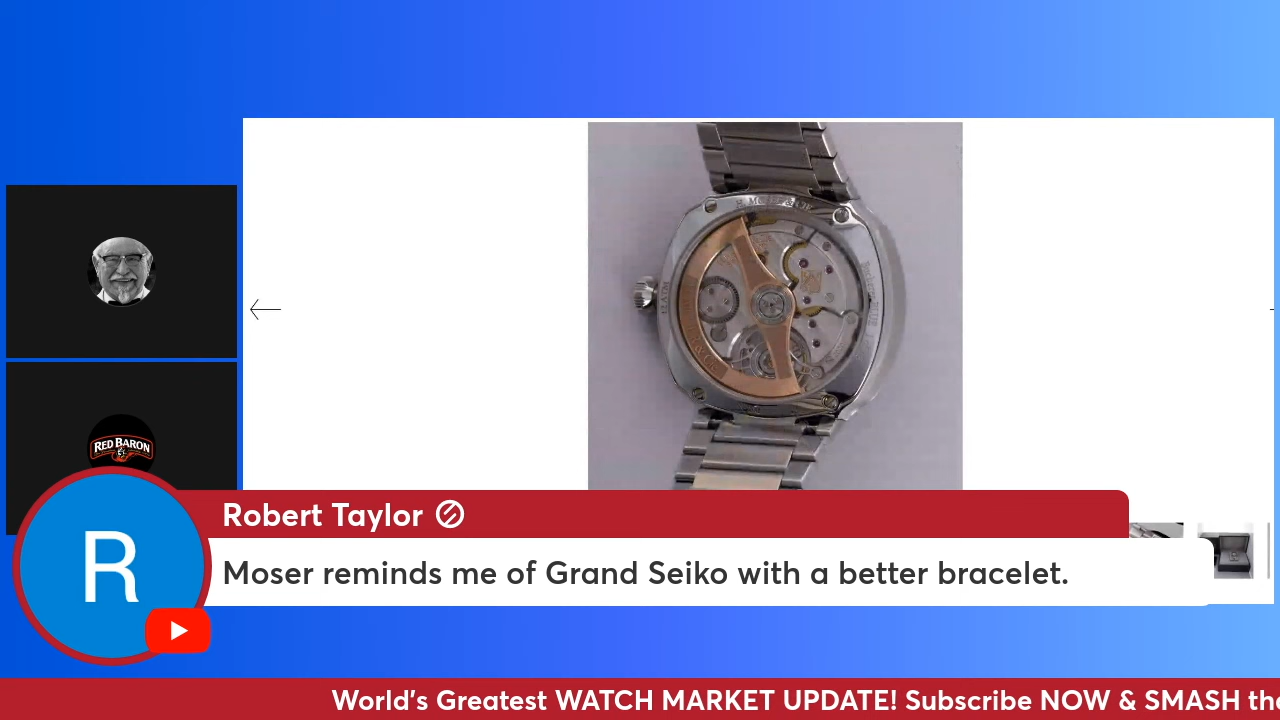 RED BARON
R
Robert Taylor
Moser reminds me of Grand Seiko with a better bracelet.
World's Greatest WATCH MARKET UPDATE! Subscribe NOW & SMASH the